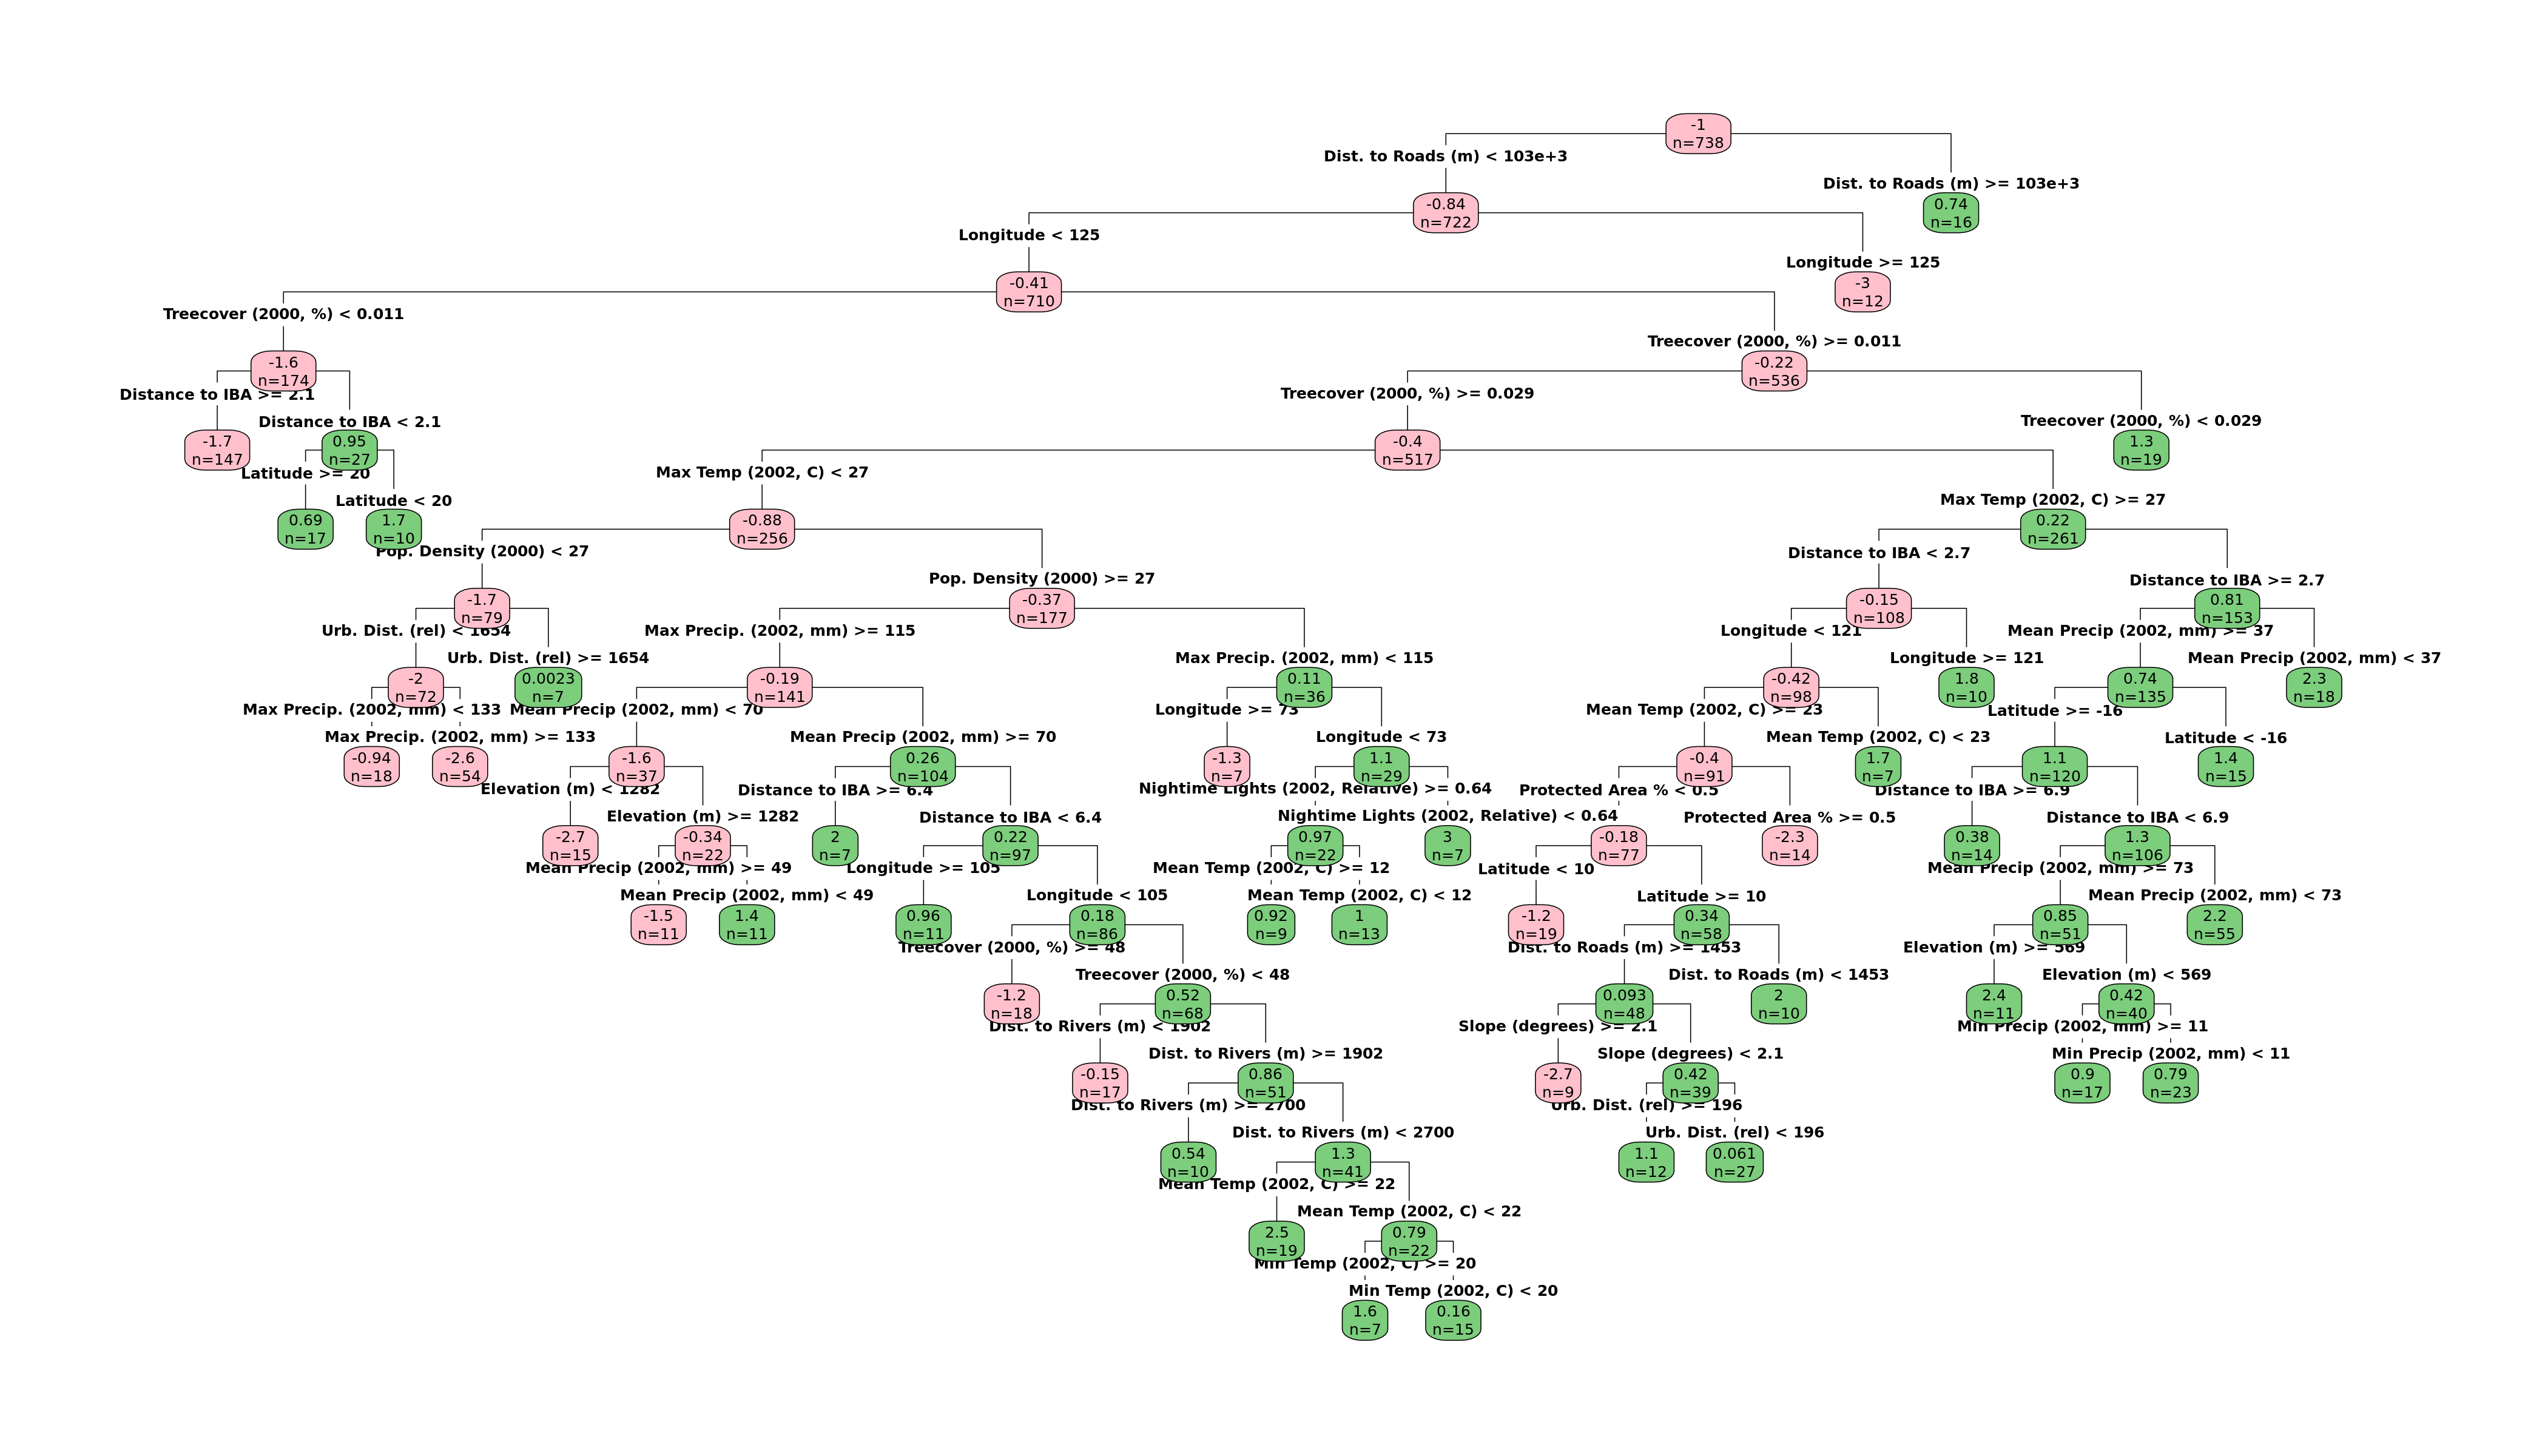 -1
n=738
Dist. to Roads (m) < 103e+3
Dist. to Roads (m) >= 103e+3
-0.84
n=722
0.74
n=16
Longitude < 125
Longitude >= 125
-0.41
n=710
-3
n=12
Treecover (2000, %) < 0.011
Treecover (2000, %) >= 0.011
-1.6
n=174
-0.22
n=536
Distance to IBA >= 2.1
Treecover (2000, %) >= 0.029
Distance to IBA < 2.1
Treecover (2000, %) < 0.029
-1.7
n=147
0.95
n=27
-0.4
n=517
1.3
n=19
Latitude >= 20
Max Temp (2002, C) < 27
Latitude < 20
Max Temp (2002, C) >= 27
0.69
n=17
1.7
n=10
-0.88
n=256
0.22
n=261
Pop. Density (2000) < 27
Distance to IBA < 2.7
Pop. Density (2000) >= 27
Distance to IBA >= 2.7
-1.7
n=79
-0.37
n=177
-0.15
n=108
0.81
n=153
Urb. Dist. (rel) < 1654
Max Precip. (2002, mm) >= 115
Longitude < 121
Mean Precip (2002, mm) >= 37
Urb. Dist. (rel) >= 1654
Max Precip. (2002, mm) < 115
Longitude >= 121
Mean Precip (2002, mm) < 37
-2
n=72
0.0023
n=7
-0.19
n=141
0.11
n=36
-0.42
n=98
1.8
n=10
0.74
n=135
2.3
n=18
Max Precip. (2002, mm) < 133
Mean Precip (2002, mm) < 70
Longitude >= 73
Mean Temp (2002, C) >= 23
Latitude >= -16
Max Precip. (2002, mm) >= 133
Mean Precip (2002, mm) >= 70
Longitude < 73
Mean Temp (2002, C) < 23
Latitude < -16
-0.94
n=18
-2.6
n=54
-1.6
n=37
0.26
n=104
-1.3
n=7
1.1
n=29
-0.4
n=91
1.7
n=7
1.1
n=120
1.4
n=15
Elevation (m) < 1282
Distance to IBA >= 6.4
Nightime Lights (2002, Relative) >= 0.64
Protected Area % < 0.5
Distance to IBA >= 6.9
Elevation (m) >= 1282
Distance to IBA < 6.4
Nightime Lights (2002, Relative) < 0.64
Protected Area % >= 0.5
Distance to IBA < 6.9
-2.7
n=15
-0.34
n=22
2
n=7
0.22
n=97
0.97
n=22
3
n=7
-0.18
n=77
-2.3
n=14
0.38
n=14
1.3
n=106
Mean Precip (2002, mm) >= 49
Longitude >= 105
Mean Temp (2002, C) >= 12
Latitude < 10
Mean Precip (2002, mm) >= 73
Mean Precip (2002, mm) < 49
Longitude < 105
Mean Temp (2002, C) < 12
Latitude >= 10
Mean Precip (2002, mm) < 73
-1.5
n=11
1.4
n=11
0.96
n=11
0.18
n=86
0.92
n=9
1
n=13
-1.2
n=19
0.34
n=58
0.85
n=51
2.2
n=55
Treecover (2000, %) >= 48
Dist. to Roads (m) >= 1453
Elevation (m) >= 569
Treecover (2000, %) < 48
Dist. to Roads (m) < 1453
Elevation (m) < 569
-1.2
n=18
0.52
n=68
0.093
n=48
2
n=10
2.4
n=11
0.42
n=40
Dist. to Rivers (m) < 1902
Slope (degrees) >= 2.1
Min Precip (2002, mm) >= 11
Dist. to Rivers (m) >= 1902
Slope (degrees) < 2.1
Min Precip (2002, mm) < 11
-0.15
n=17
0.86
n=51
-2.7
n=9
0.42
n=39
0.9
n=17
0.79
n=23
Dist. to Rivers (m) >= 2700
Urb. Dist. (rel) >= 196
Dist. to Rivers (m) < 2700
Urb. Dist. (rel) < 196
0.54
n=10
1.3
n=41
1.1
n=12
0.061
n=27
Mean Temp (2002, C) >= 22
Mean Temp (2002, C) < 22
2.5
n=19
0.79
n=22
Min Temp (2002, C) >= 20
Min Temp (2002, C) < 20
1.6
n=7
0.16
n=15